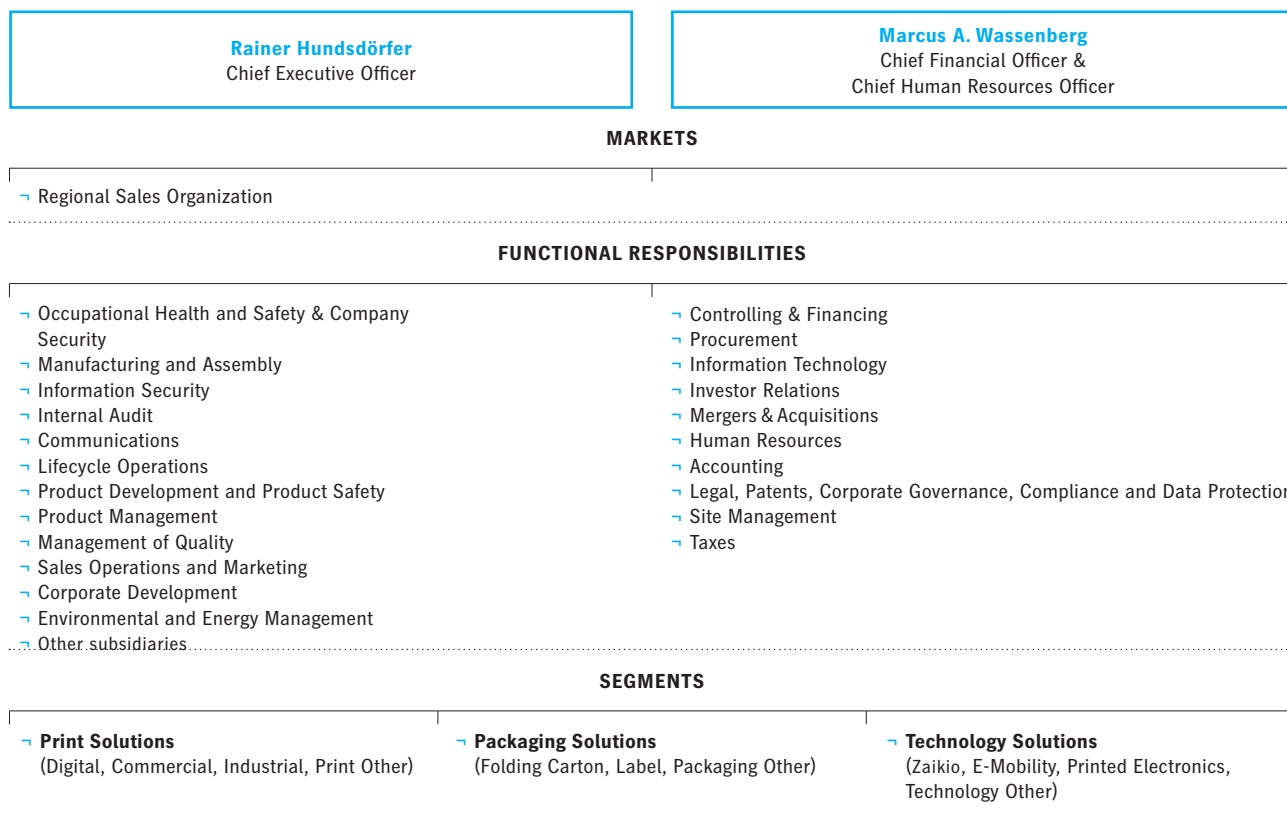 Rainer Hundsdörfer
Chief Executive Officer
Marcus A. Wassenberg
Chief Financial Officer &
Chief Human Resources Officer
MARKETS
¬ Regional Sales Organization
FUNCTIONAL RESPONSIBILITIES
¬ Occupational Health and Safety & Company
Security
¬ Manufacturing and Assembly
¬ Information Security
¬ Internal Audit
¬ Communications
¬ Lifecycle Operations
¬ Product Development and Product Safety
¬ Product Management
¬ Management of Quality
¬ Sales Operations and Marketing
¬ Corporate Development
¬ Environmental and Energy Management
¬ Other subsidiaries
¬ Controlling & Financing
¬ Procurement
¬ Information Technology
¬ Investor Relations
¬ Mergers & Acquisitions
¬ Human Resources
¬ Accounting
¬ Legal, Patents, Corporate Governance, Compliance and Data Protection
¬ Site Management
¬ Taxes
SEGMENTS
¬ Print Solutions
(Digital, Commercial, Industrial, Print Other)
¬ Packaging Solutions
(Folding Carton, Label, Packaging Other)
¬ Technology Solutions
(Zaikio, E-Mobility, Printed Electronics,
Technology Other)